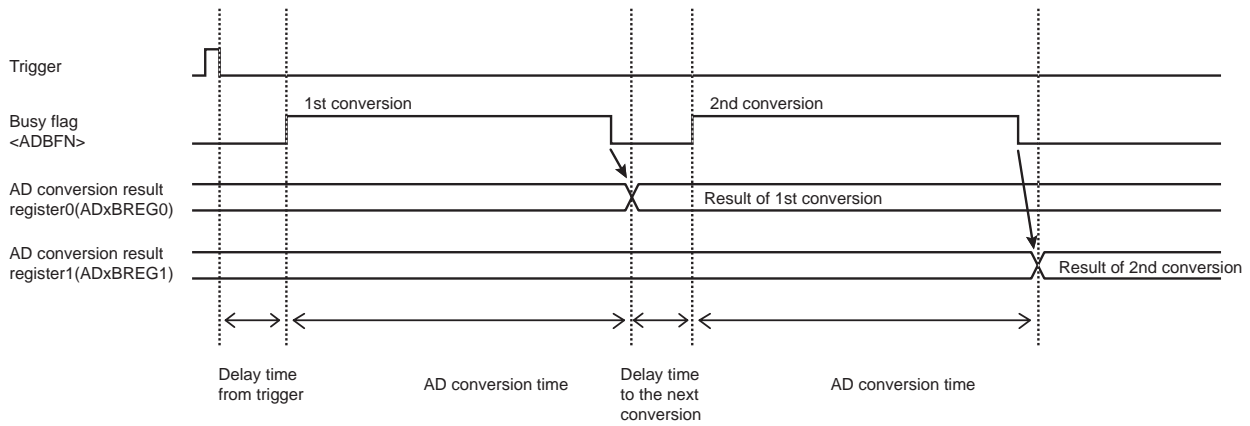 Trigger
1st conversion
2nd conversion
Busy flag
<ADBFN>
AD conversion result
register0(ADxBREG0)
Result of 1st conversion
AD conversion result
register1(ADxBREG1)
Result of 2nd conversion
Delay time
from trigger
AD conversion time
Delay time
to the next
conversion
AD conversion time